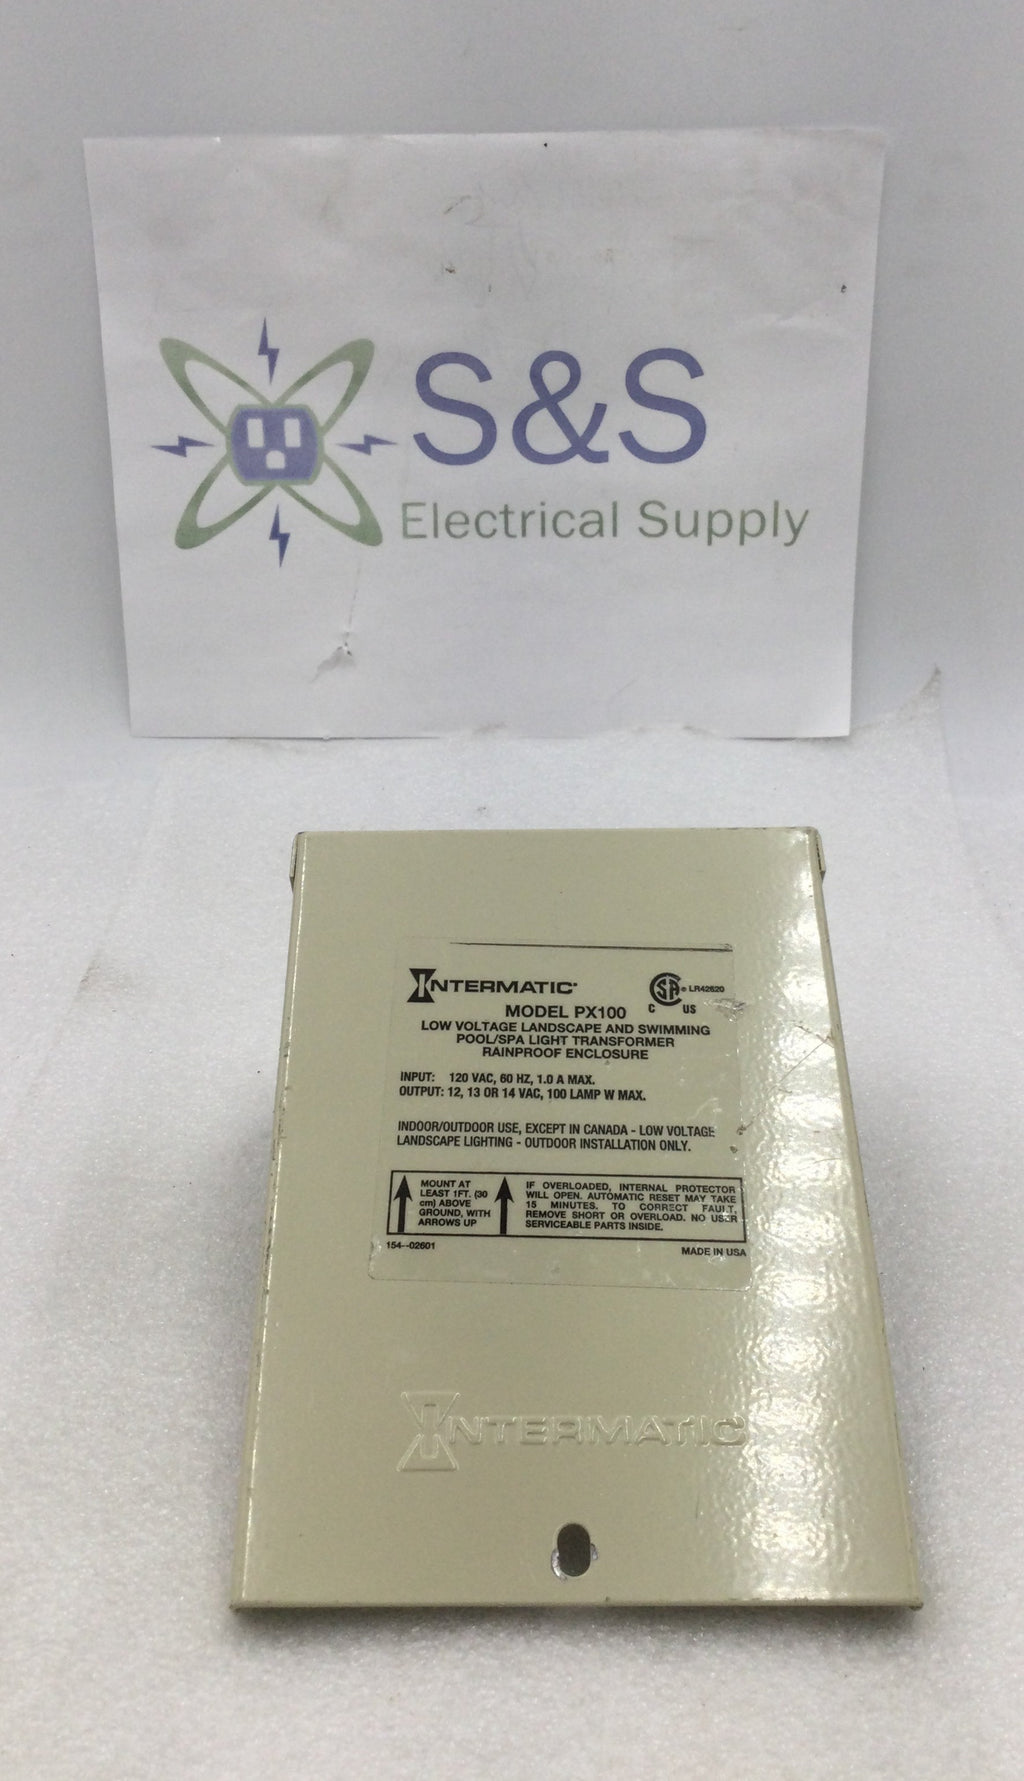 S&S
Electrical Supply
INTERMATIC
LR42620
C US
MODEL PX100
LOW VOLTAGE LANDSCAPE AND SWIMMING
POOL/SPA LIGHT TRANSFORMER
RAINPROOF ENCLOSURE
INPUT: 120 VAC, 60 HZ, 1.0 A MAX.
OUTPUT: 12, 13 OR 14 VAC, 100 LAMP W MAX.
INDOOR/OUTDOOR USE, EXCEPT IN CANADA - LOW VOLTAGE
LANDSCAPE LIGHTING - OUTDOOR INSTALLATION ONLY.
MOUNT AT
LEAST 1FT. (30
cm) ABOVE
GROUND, WITH
ARROWS UP
IF OVERLOADED, INTERNAL PROTECTOR
WILL OPEN. AUTOMATIC RESET MAY TAKE
15 MINUTES. TO CORRECT FAULT,
REMOVE SHORT OR OVERLOAD. NO USER
SERVICEABLE PARTS INSIDE.
154--02601
MADE IN USA
INTERMATIC